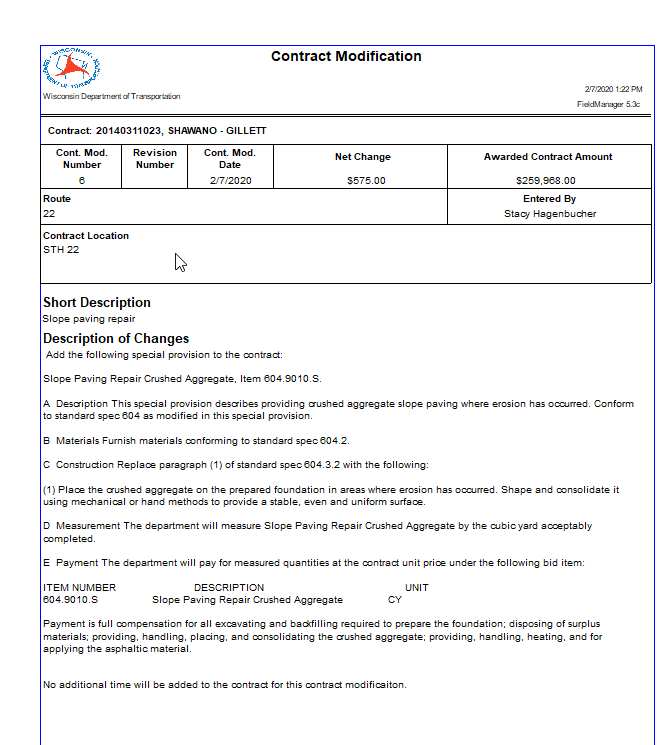 Contract Modification
WISCONSIN
Wisconsin Department of Transportation
2/7/2020 1:22 PM
FieldManager 5.3c
Contract: 20140311023, SHAWANO - GILLETT
Cont. Mod. Number
Revision Number
Cont. Mod. Date
Net Change
Awarded Contract Amount
6
2/7/2020
$575.00
$259,968.00
Route
Entered By
22
Stacy Hagenbucher
Contract Location
STH 22
Short Description
Slope paving repair
Description of Changes
Add the following special provision to the contract:
Slope Paving Repair Crushed Aggregate, Item 604.9010.S.
A Description This special provision describes providing crushed aggregate slope paving where erosion has occurred. Conform
to standard spec 604 as modified in this special provision.
B Materials Furnish materials conforming to standard spec 604.2.
C Construction Replace paragraph (1) of standard spec 604.3.2 with the following:
(1) Place the crushed aggregate on the prepared foundation in areas where erosion has occurred. Shape and consolidate it
using mechanical or hand methods to provide a stable, even and uniform surface.
D Measurement The department will measure Slope Paving Repair Crushed Aggregate by the cubic yard acceptably
completed.
E Payment The department will pay for measured quantities at the contract unit price under the following bid item:
ITEM NUMBER DESCRIPTION UNIT
604.9010.S Slope Paving Repair Crushed Aggregate CY
Payment is full compensation for all excavating and backfilling required to prepare the foundation; disposing of surplus
materials; providing, handling, placing, and consolidating the crushed aggregate; providing, handling, heating, and for
applying the asphaltic material.
No additional time will be added to the contract for this contract modificaiton.